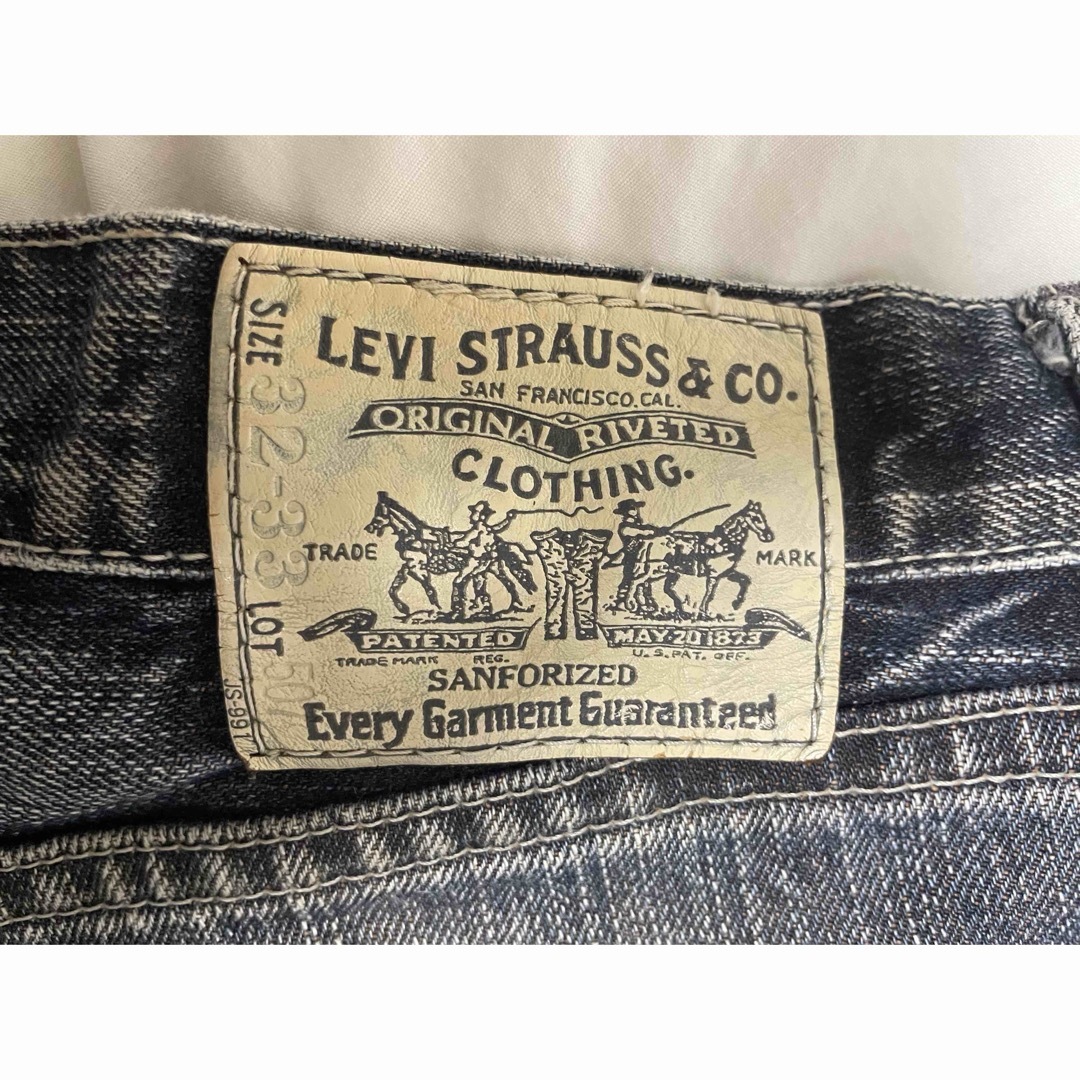 LEVI STRAUSS & CO.
SAN FRANCISCO, CAL.
ORIGINAL RIVETED
CLOTHING.
TRADE MARK
PATENTED MAY 20 1873
TRADE MARK REG. U.S. PAT. OFF.
SANFORIZED
Every Garment Guaranteed
SIZE 32-33 LOT
JS-991